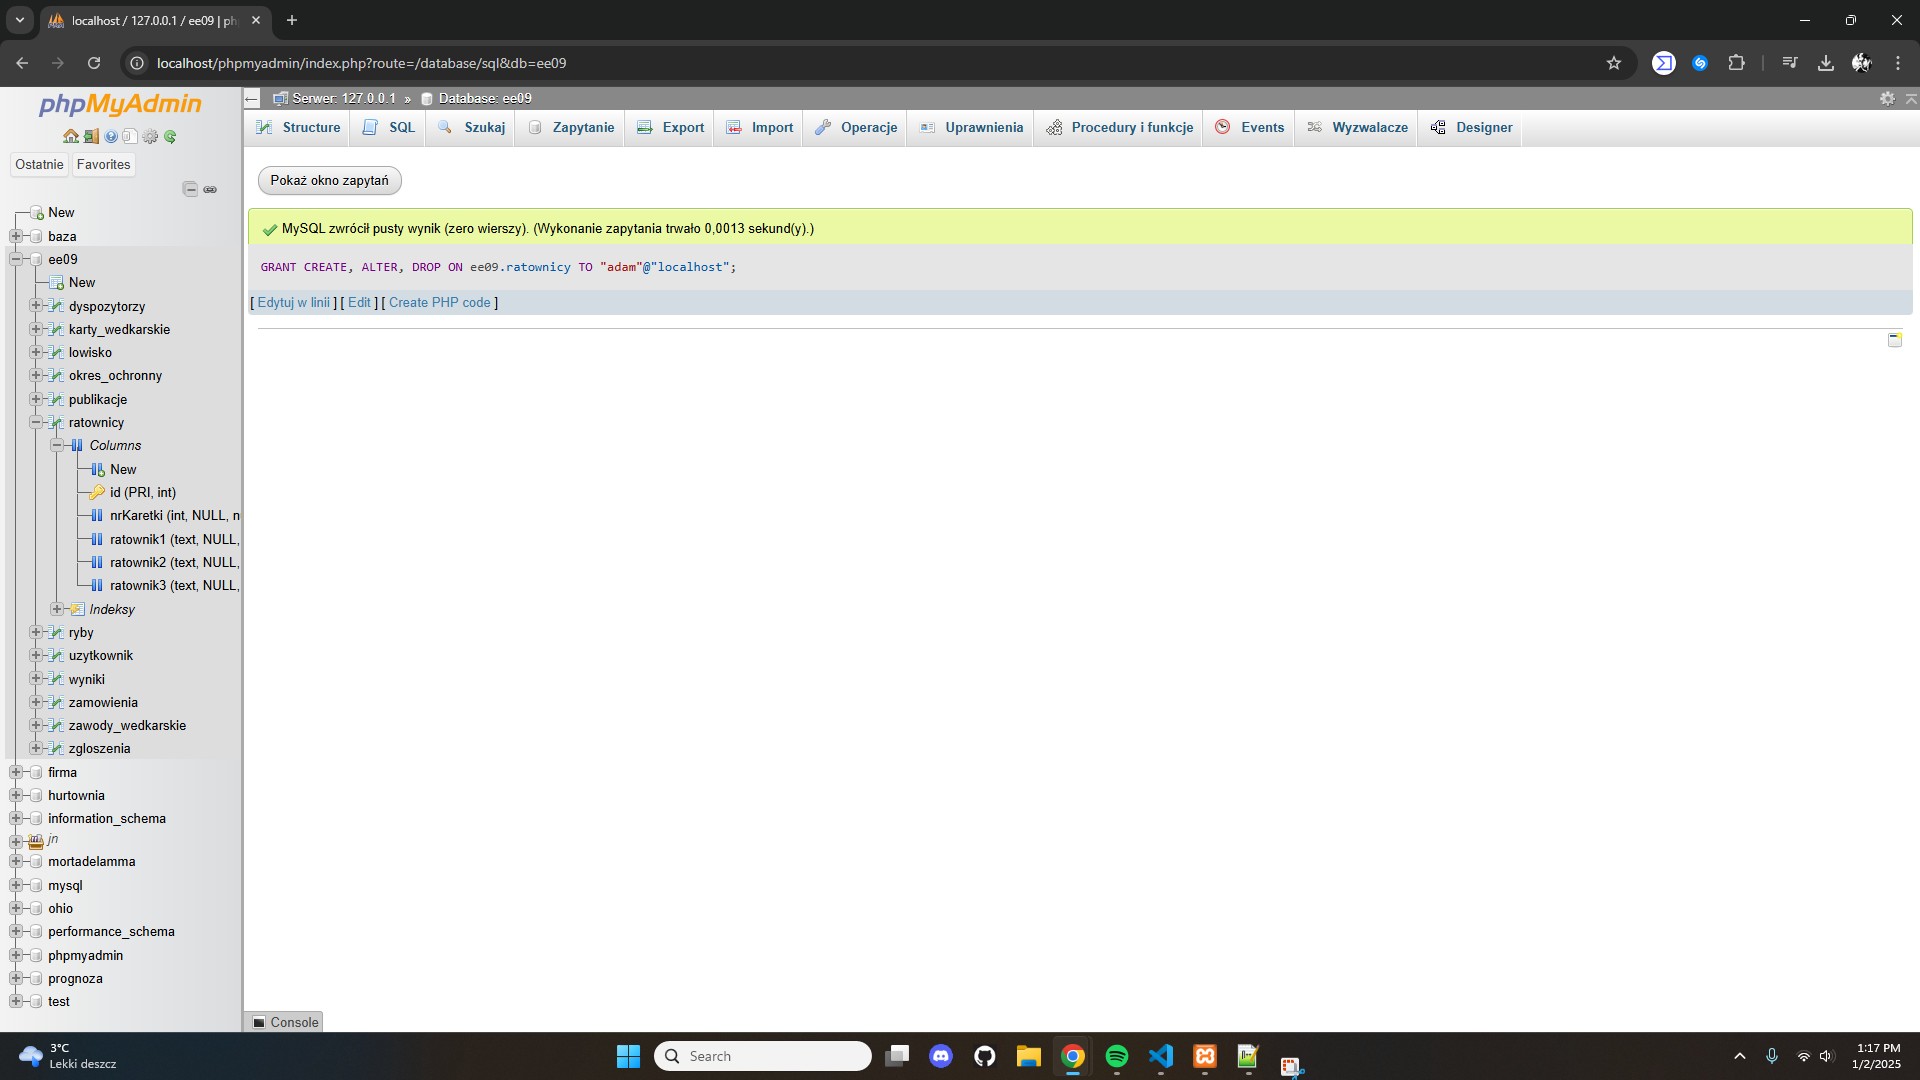 localhost / 127.0.0.1 / ee09 | ph
localhost/phpmyadmin/index.php?route=/database/sql&db=ee09
phpMyAdmin
Ostatnie Favorites
New
baza
ee09
New
dyspozytorzy
karty_wedkarskie
lowisko
okres_ochronny
publikacje
ratownicy
Columns
New
id (PRI, int)
nrKaretki (int, NULL, n
ratownik1 (text, NULL,
ratownik2 (text, NULL,
ratownik3 (text, NULL,
Indeksy
ryby
uzytkownik
wyniki
zamowienia
zawody_wedkarskie
zgloszenia
firma
hurtownia
information_schema
jn
mortadelamma
mysql
ohio
performance_schema
phpmyadmin
prognoza
test
Serwer: 127.0.0.1 » Database: ee09
Structure SQL Szukaj Zapytanie Export Import Operacje Uprawnienia Procedury i funkcje Events Wyzwalacze Designer
Pokaż okno zapytań
MySQL zwrócił pusty wynik (zero wierszy). (Wykonanie zapytania trwało 0,0013 sekund(y).)
GRANT CREATE, ALTER, DROP ON ee09.ratownicy TO "adam"@"localhost";
[ Edytuj w linii ] [ Edit ] [ Create PHP code ]
Console
3°C
Lekki deszcz
Search
1:17 PM
1/2/2025